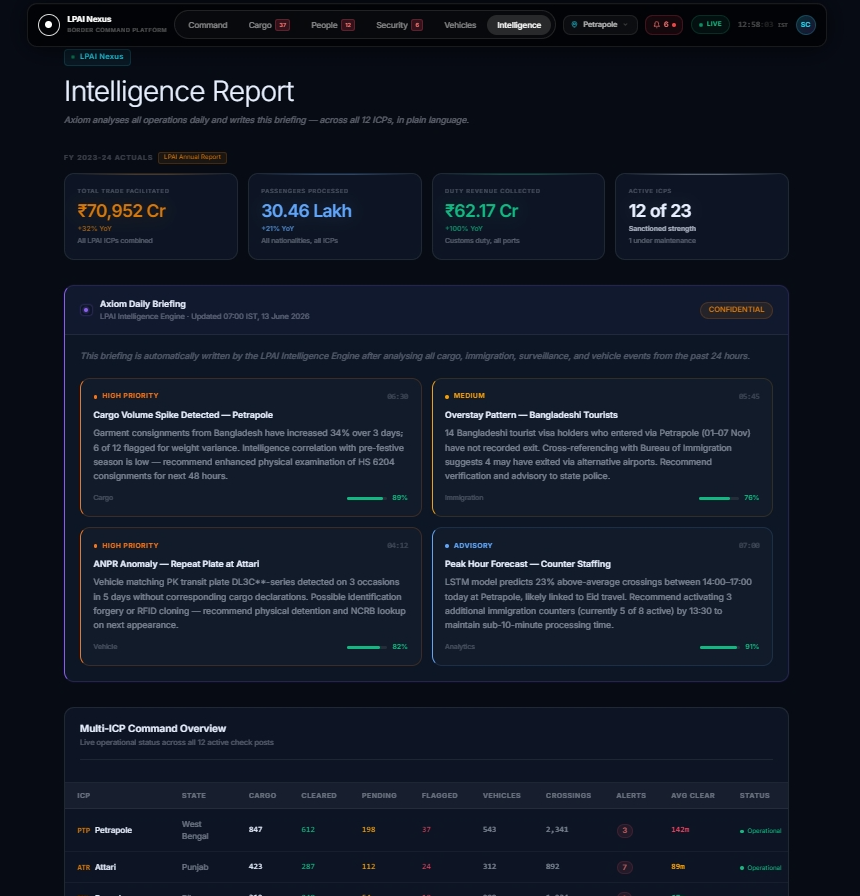 LPAI Nexus
BORDER COMMAND PLATFORM
Command
Cargo 37
People 12
Security 6
Vehicles
Intelligence
Petrapole
6
LIVE
12:58:03 IST
SC
LPAI Nexus
Intelligence Report
Axiom analyses all operations daily and writes this briefing — across all 12 ICPs, in plain language.
FY 2023-24 ACTUALS LPAI Annual Report
TOTAL TRADE FACILITATED
₹70,952 Cr
+32% YoY
All LPAI ICPs combined
PASSENGERS PROCESSED
30.46 Lakh
+21% YoY
All nationalities, all ICPs
DUTY REVENUE COLLECTED
₹62.17 Cr
+100% YoY
Customs duty, all ports
ACTIVE ICPS
12 of 23
Sanctioned strength
1 under maintenance
Axiom Daily Briefing
LPAI Intelligence Engine · Updated 07:00 IST, 13 June 2026
CONFIDENTIAL
This briefing is automatically written by the LPAI Intelligence Engine after analysing all cargo, immigration, surveillance, and vehicle events from the past 24 hours.
HIGH PRIORITY 06:30
Cargo Volume Spike Detected — Petrapole
Garment consignments from Bangladesh have increased 34% over 3 days;
6 of 12 flagged for weight variance. Intelligence correlation with pre-festive
season is low — recommend enhanced physical examination of HS 6204
consignments for next 48 hours.
Cargo 89%
MEDIUM 05:45
Overstay Pattern — Bangladeshi Tourists
14 Bangladeshi tourist visa holders who entered via Petrapole (01–07 Nov)
have not recorded exit. Cross-referencing with Bureau of Immigration
suggests 4 may have exited via alternative airports. Recommend
verification and advisory to state police.
Immigration 76%
HIGH PRIORITY 04:12
ANPR Anomaly — Repeat Plate at Attari
Vehicle matching PK transit plate DL3C**-series detected on 3 occasions
in 5 days without corresponding cargo declarations. Possible identification
forgery or RFID cloning — recommend physical detention and NCRB lookup
on next appearance.
Vehicle 82%
ADVISORY 07:00
Peak Hour Forecast — Counter Staffing
LSTM model predicts 23% above-average crossings between 14:00–17:00
today at Petrapole, likely linked to Eid travel. Recommend activating 3
additional immigration counters (currently 5 of 8 active) by 13:30 to
maintain sub-10-minute processing time.
Analytics 91%
Multi-ICP Command Overview
Live operational status across all 12 active check posts
ICP STATE CARGO CLEARED PENDING FLAGGED VEHICLES CROSSINGS ALERTS AVG CLEAR STATUS
PTP Petrapole West Bengal 847 612 198 37 543 2,341 3 142m Operational
ATR Attari Punjab 423 287 112 24 312 892 7 89m Operational